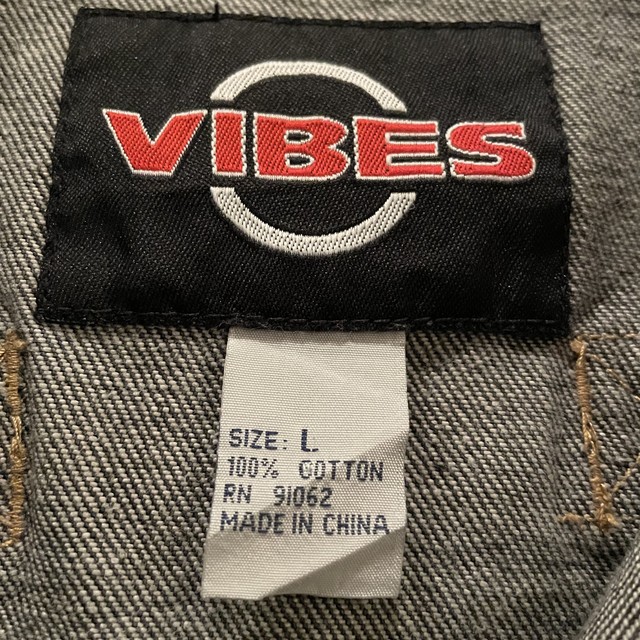 VIBES
SIZE: L.
100% COTTON
RN 91062
MADE IN CHINA